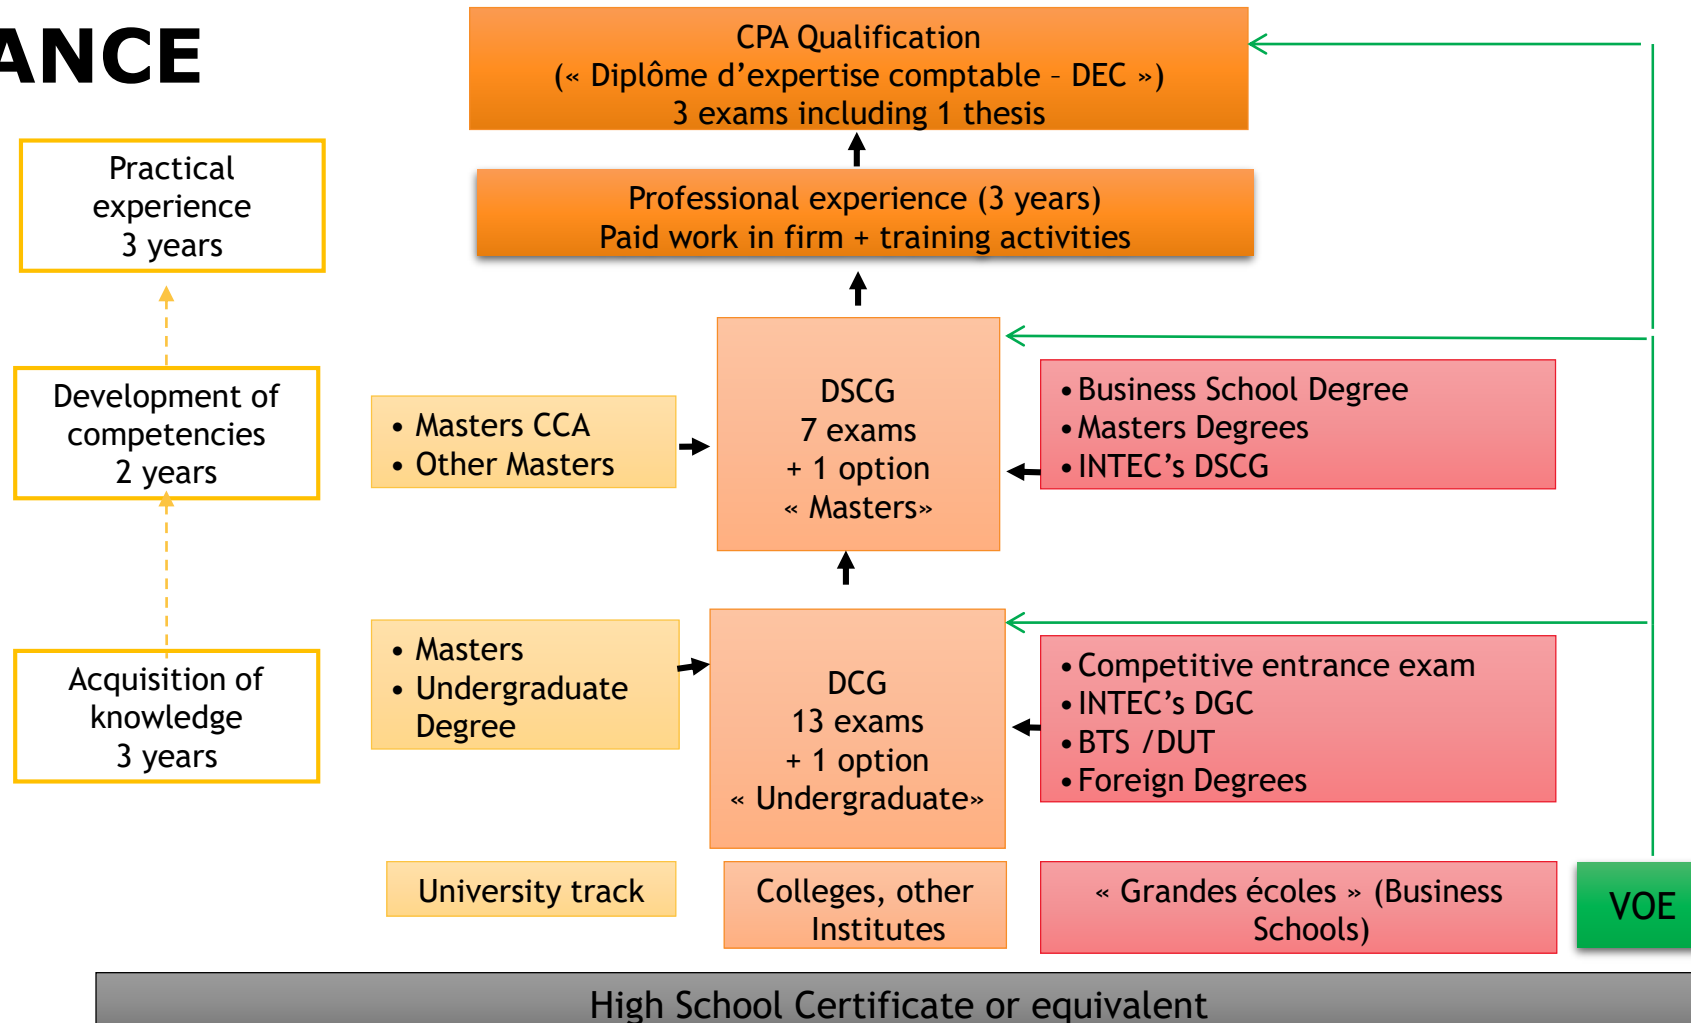 ANCE
CPA Qualification
(« Diplôme d’expertise comptable – DEC »)
3 exams including 1 thesis
Practical
experience
3 years
Professional experience (3 years)
Paid work in firm + training activities
Development of
competencies
2 years
• Masters CCA
• Other Masters
DSCG
7 exams
+ 1 option
« Masters»
• Business School Degree
• Masters Degrees
• INTEC’s DSCG
Acquisition of
knowledge
3 years
• Masters
• Undergraduate
Degree
DCG
13 exams
+ 1 option
« Undergraduate»
• Competitive entrance exam
• INTEC’s DGC
• BTS /DUT
• Foreign Degrees
University track
Colleges, other
Institutes
« Grandes écoles » (Business
Schools)
VOE
High School Certificate or equivalent